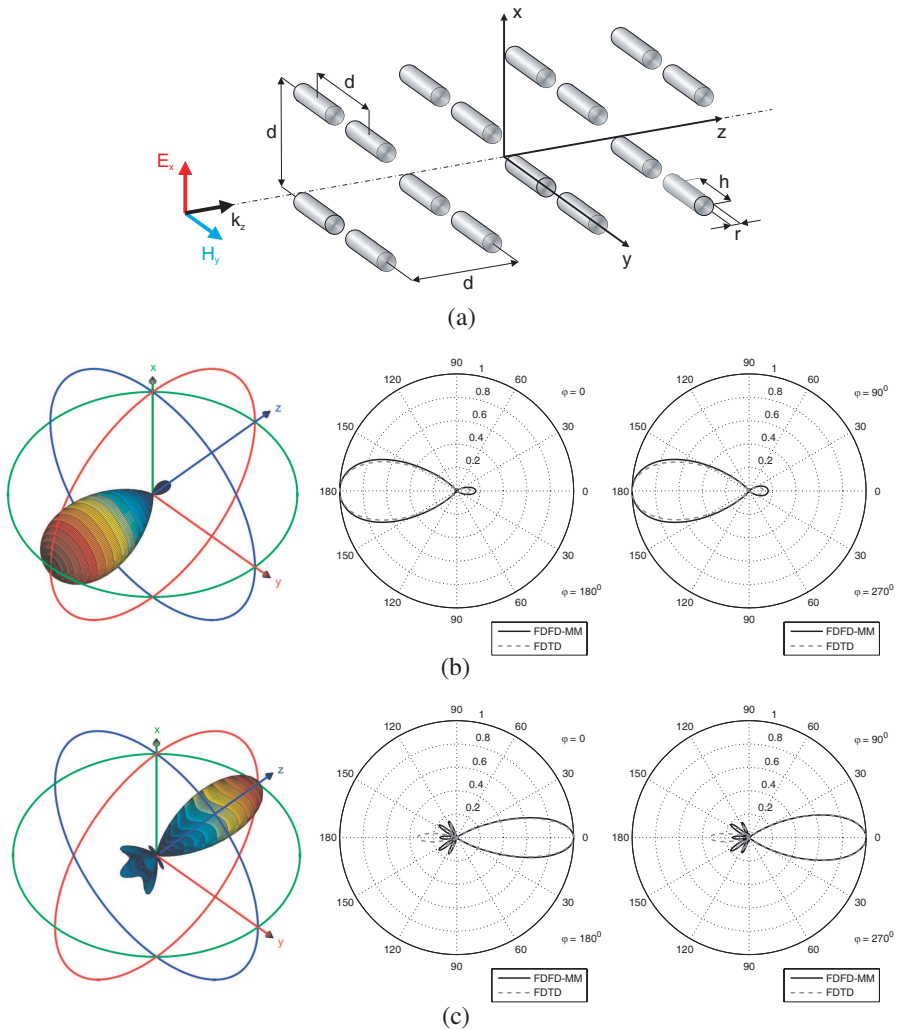 x
d
d
z
E_x
k_z
H_y
h
r
y
d
(a)
x
z
y
90
1
120
60
0.8
φ = 0
0.6
150
0.4
30
0.2
180
0
150
30
120
60
φ = 180⁰
90
FDFD-MM
FDTD
90
1
120
60
0.8
φ = 90⁰
0.6
150
0.4
30
0.2
180
0
150
30
120
60
φ = 270⁰
90
FDFD-MM
FDTD
(b)
x
z
y
90
1
120
60
0.8
φ = 0
0.6
150
0.4
30
0.2
180
0
150
30
120
60
φ = 180⁰
90
FDFD-MM
FDTD
90
1
120
60
0.8
φ = 90⁰
0.6
150
0.4
30
0.2
180
0
150
30
120
60
φ = 270⁰
90
FDFD-MM
FDTD
(c)